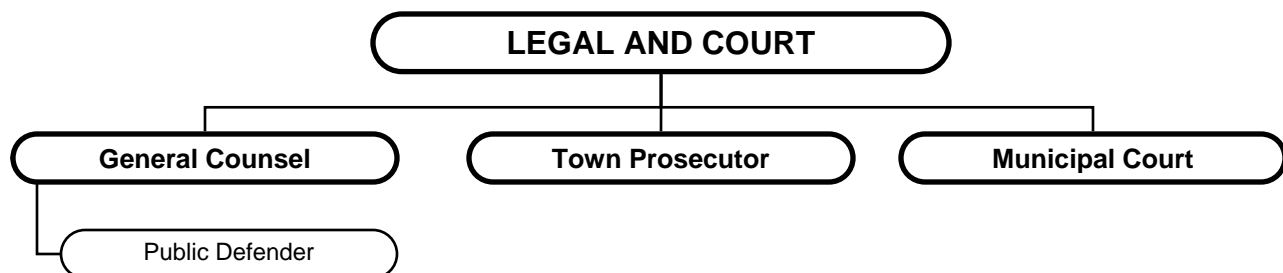 LEGAL AND COURT
General Counsel
Town Prosecutor
Municipal Court
Public Defender